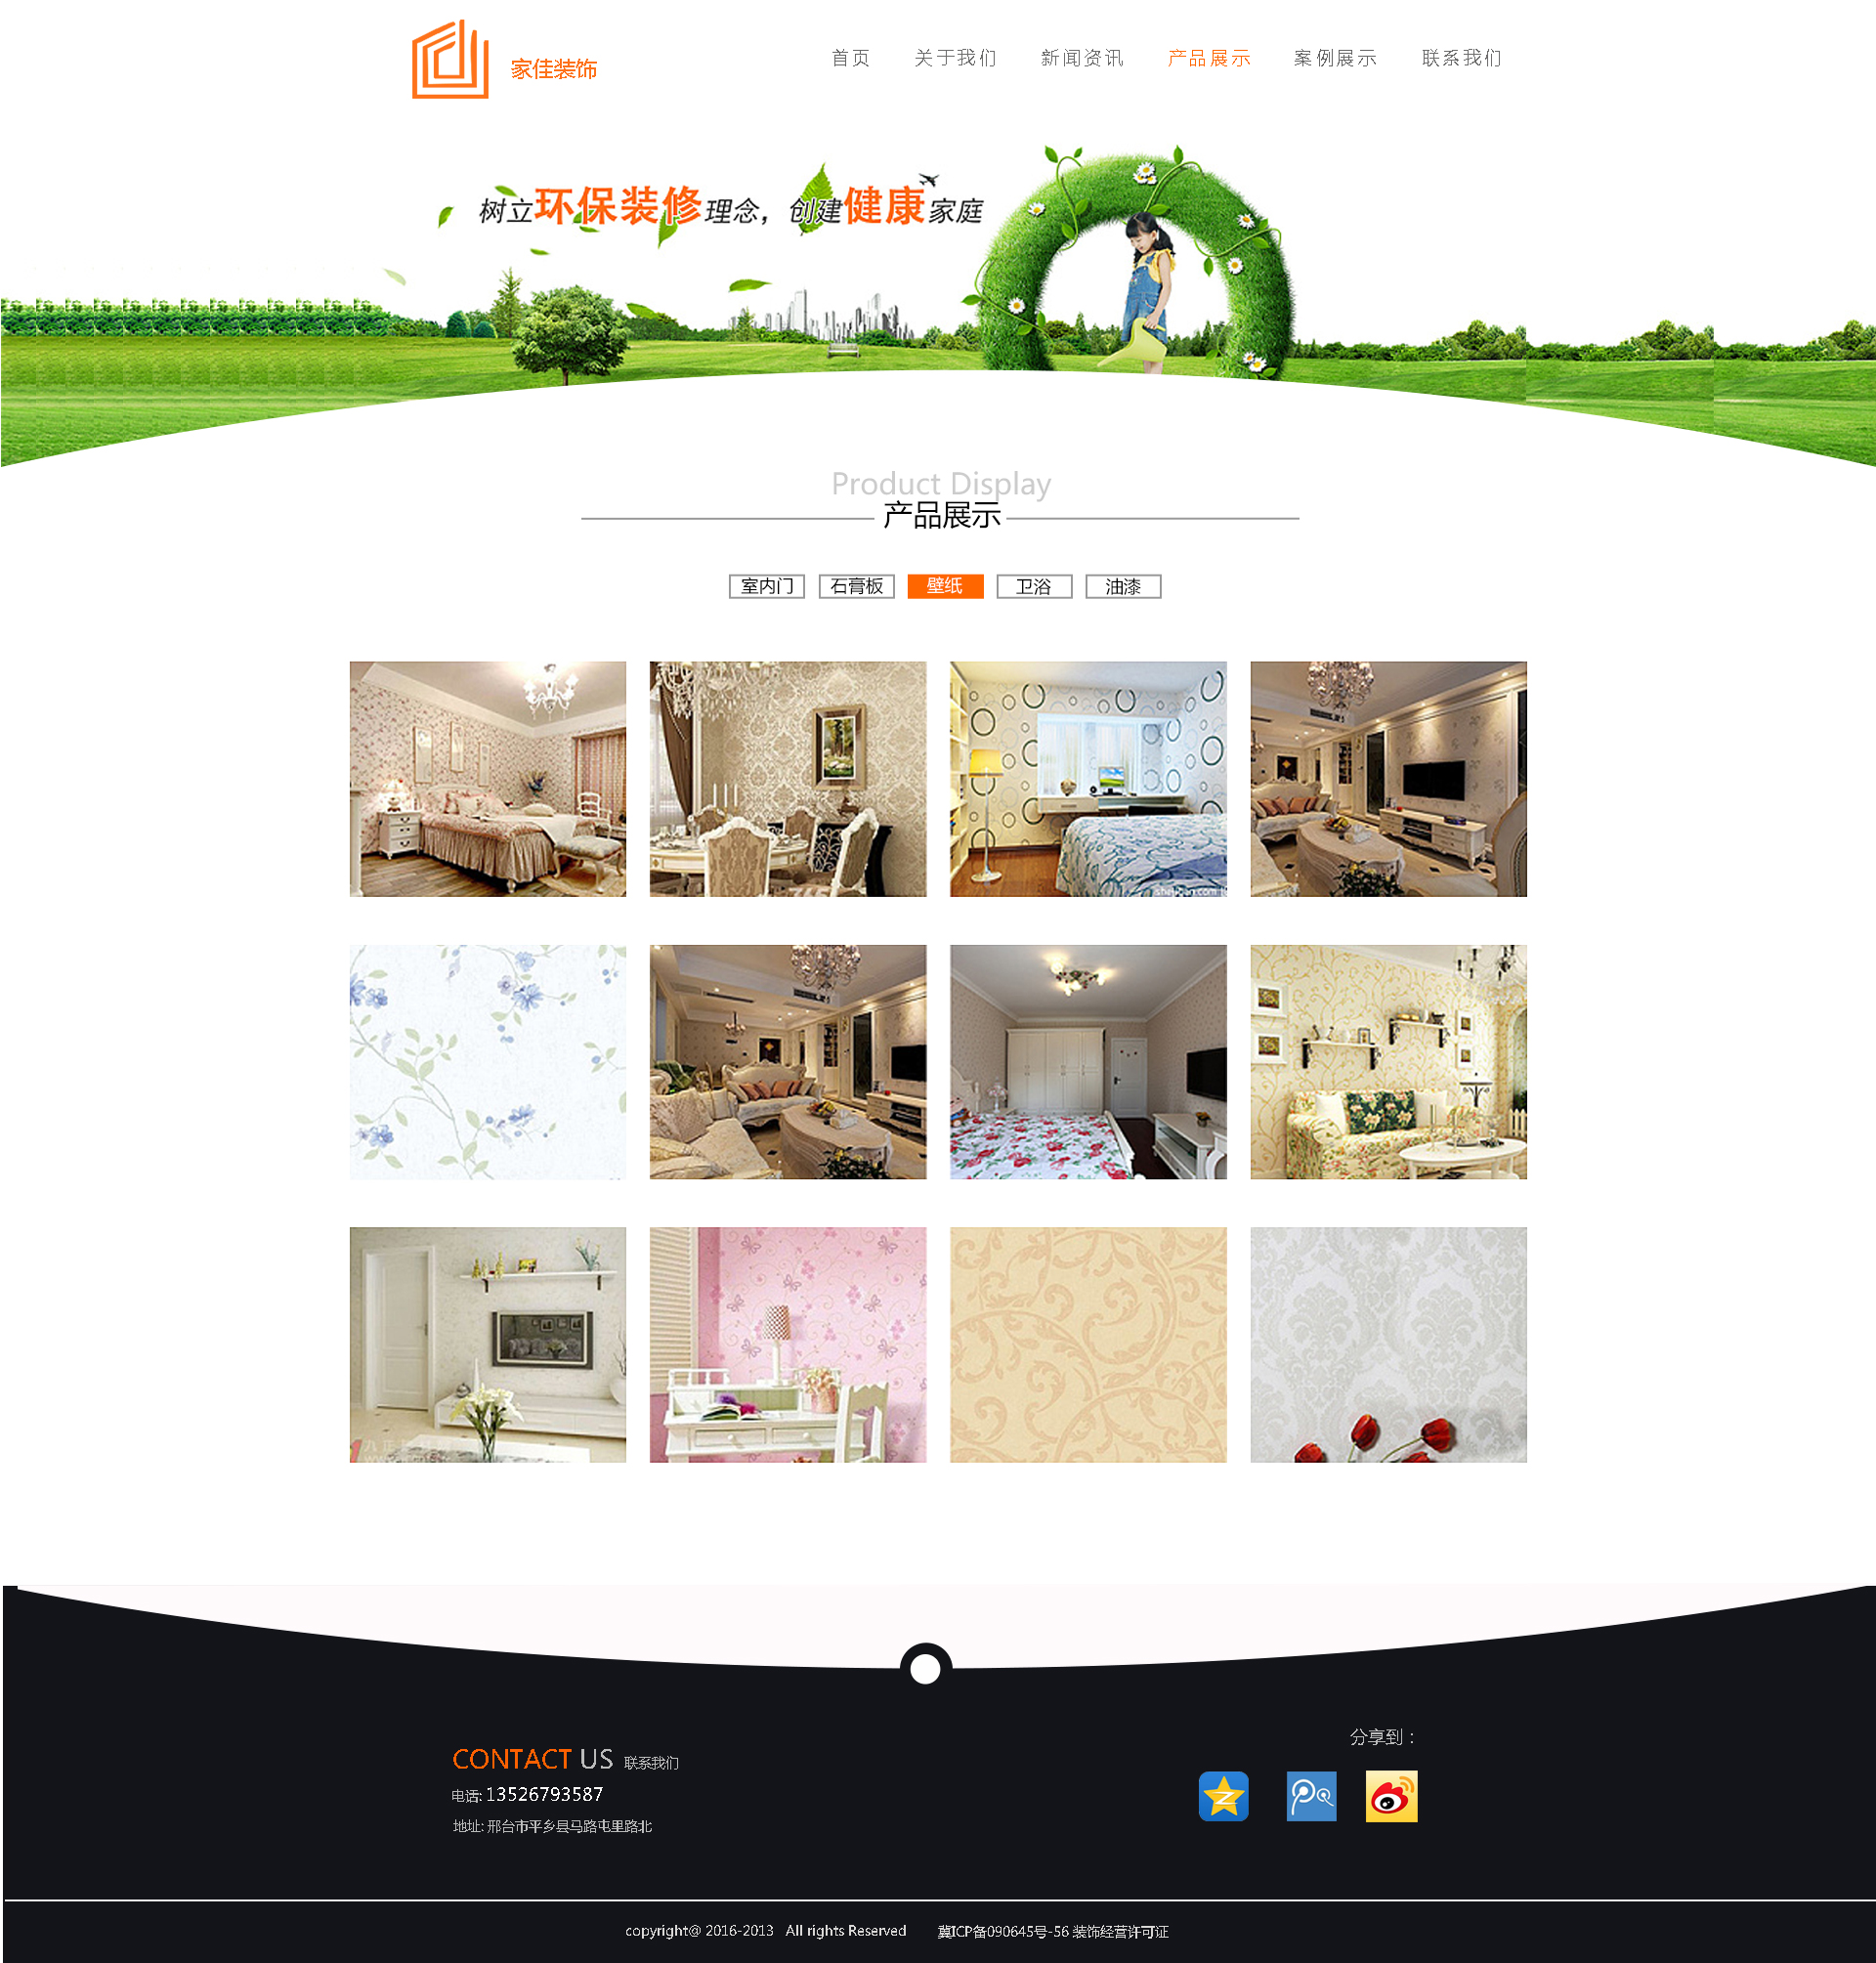 家佳装饰
首页 关于我们 新闻资讯 产品展示 案例展示 联系我们
树立环保装修理念，创建健康家庭
Product Display
产品展示
室内门 石膏板 壁纸 卫浴 油漆
分享到：
CONTACT US 联系我们
电话: 13526793587
地址: 邢台市平乡县马路屯里路北
copyright@ 2016-2013 All rights Reserved 冀ICP备090645号-56 装饰经营许可证